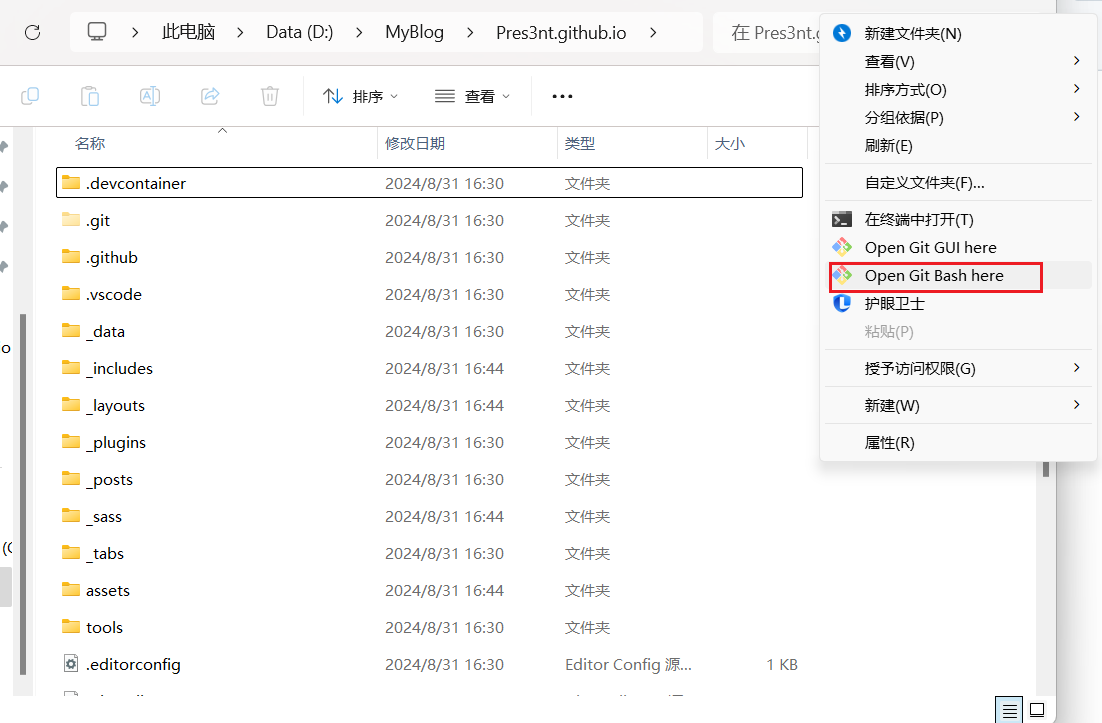 此电脑 > Data (D:) > MyBlog > Pres3nt.github.io >
在 Pres3nt.g
排序
查看
名称
修改日期
类型
大小
.devcontainer 2024/8/31 16:30 文件夹
.git 2024/8/31 16:30 文件夹
.github 2024/8/31 16:30 文件夹
.vscode 2024/8/31 16:30 文件夹
_data 2024/8/31 16:30 文件夹
_includes 2024/8/31 16:44 文件夹
_layouts 2024/8/31 16:44 文件夹
_plugins 2024/8/31 16:30 文件夹
_posts 2024/8/31 16:30 文件夹
_sass 2024/8/31 16:44 文件夹
_tabs 2024/8/31 16:30 文件夹
assets 2024/8/31 16:44 文件夹
tools 2024/8/31 16:30 文件夹
.editorconfig 2024/8/31 16:30 Editor Config 源... 1 KB
新建文件夹(N)
查看(V)
排序方式(O)
分组依据(P)
刷新(E)
自定义文件夹(F)...
在终端中打开(T)
Open Git GUI here
Open Git Bash here
护眼卫士
粘贴(P)
授予访问权限(G)
新建(W)
属性(R)